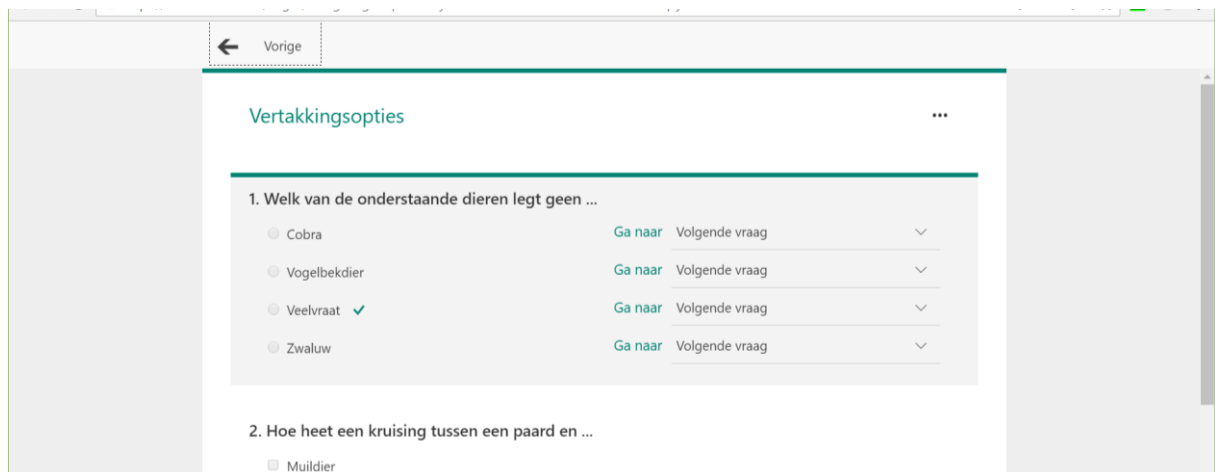 Vorige
Vertakkingsopties
1. Welk van de onderstaande dieren legt geen ...
Cobra Ga naar Volgende vraag
Vogelbekdier Ga naar Volgende vraag
Veelvraat Ga naar Volgende vraag
Zwaluw Ga naar Volgende vraag
2. Hoe heet een kruising tussen een paard en ...
Muildier